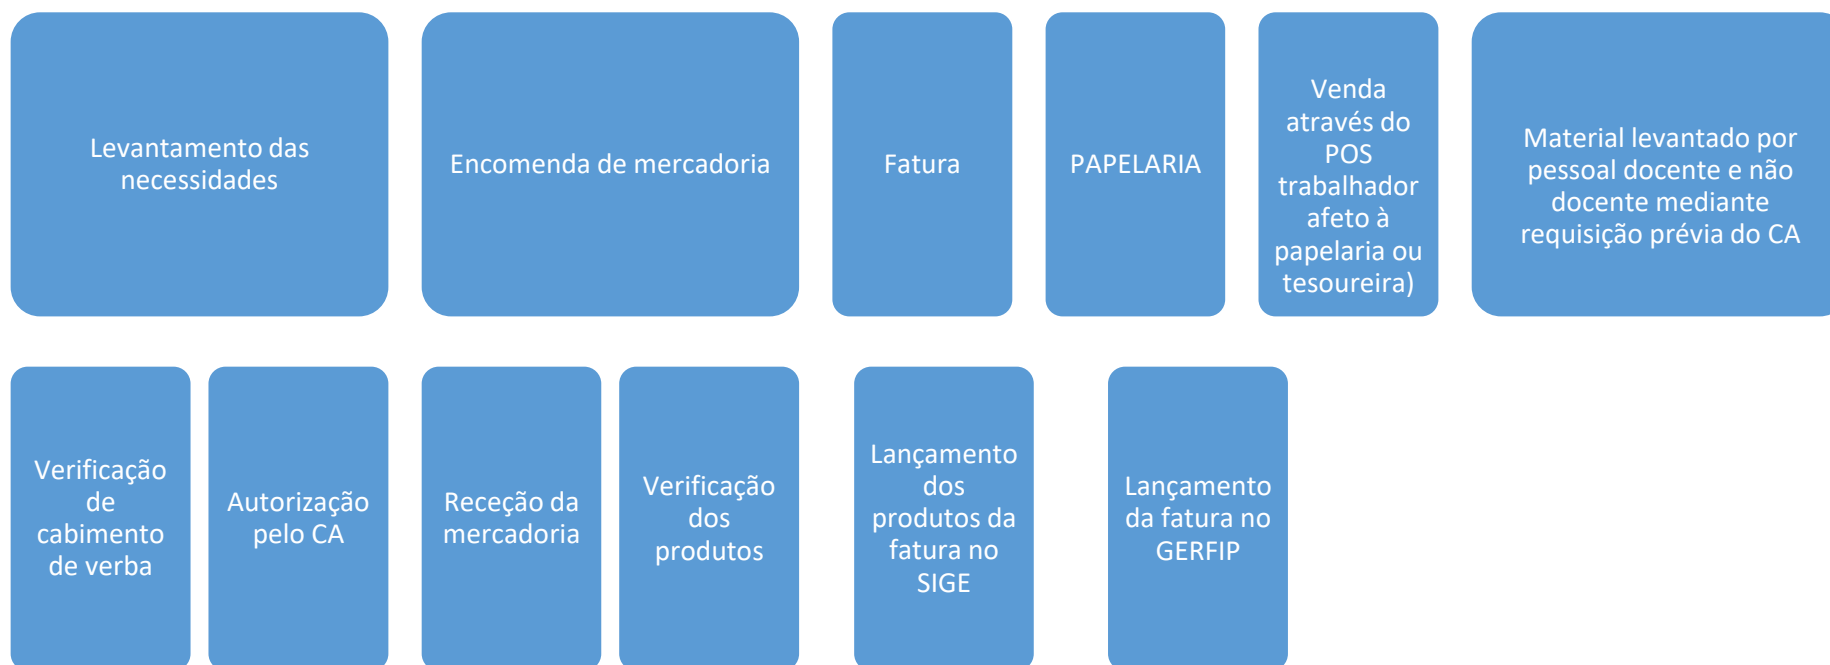 Levantamento das
necessidades
Encomenda de mercadoria
Fatura
PAPELARIA
Venda
através do
POS
trabalhador
afeto à
papelaria ou
tesoureira)
Material levantado por
pessoal docente e não
docente mediante
requisição prévia do CA
Verificação
de
cabimento
de verba
Autorização
pelo CA
Receção da
mercadoria
Verificação
dos
produtos
Lançamento
dos
produtos da
fatura no
SIGE
Lançamento
da fatura no
GERFIP